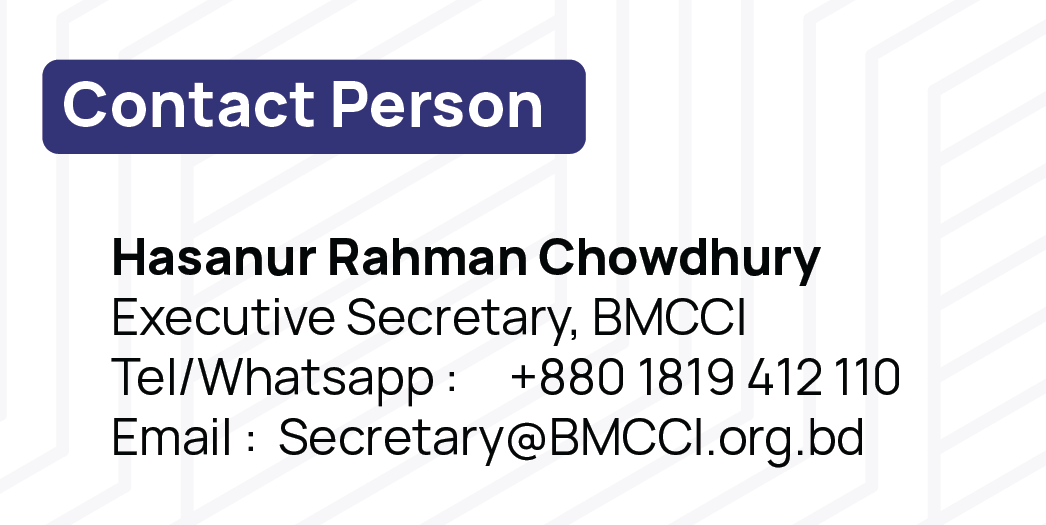 Contact Person
Hasanur Rahman Chowdhury
Executive Secretary, BMCCI
Tel/Whatsapp : +880 1819 412 110
Email : Secretary@BMCCI.org.bd